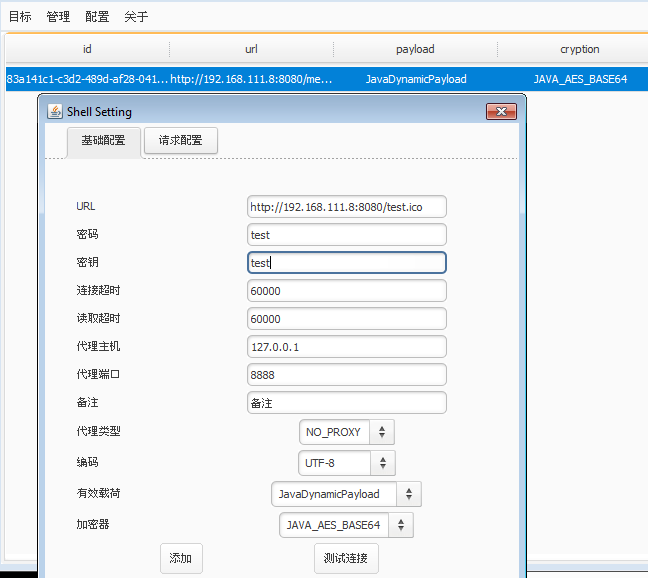 目标 管理 配置 关于
id url payload cryption
83a141c1-c3d2-489d-af28-041... http://192.168.111.8:8080/me... JavaDynamicPayload JAVA_AES_BASE64
Shell Setting
基础配置 请求配置
URL http://192.168.111.8:8080/test.ico
密码 test
密钥 test
连接超时 60000
读取超时 60000
代理主机 127.0.0.1
代理端口 8888
备注 备注
代理类型 NO_PROXY
编码 UTF-8
有效载荷 JavaDynamicPayload
加密器 JAVA_AES_BASE64
添加 测试连接